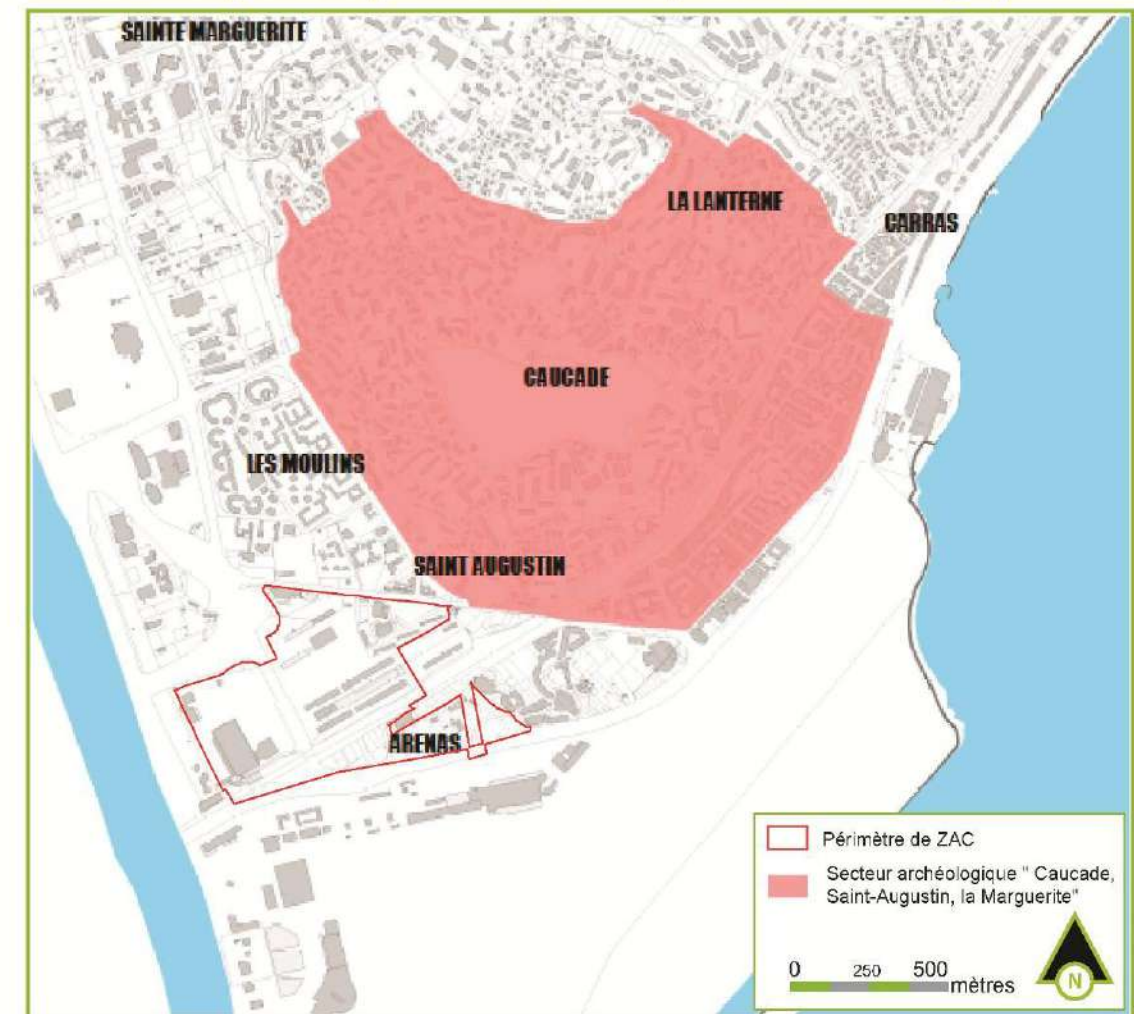 SAINTE MARGUERITE
LA LANTERNE
CARRAS
CAUCADE
LES MOULINS
SAINT AUGUSTIN
ARENAS
Périmètre de ZAC
Secteur archéologique " Caucade,
Saint-Augustin, la Marguerite"
0 250 500 mètres
N